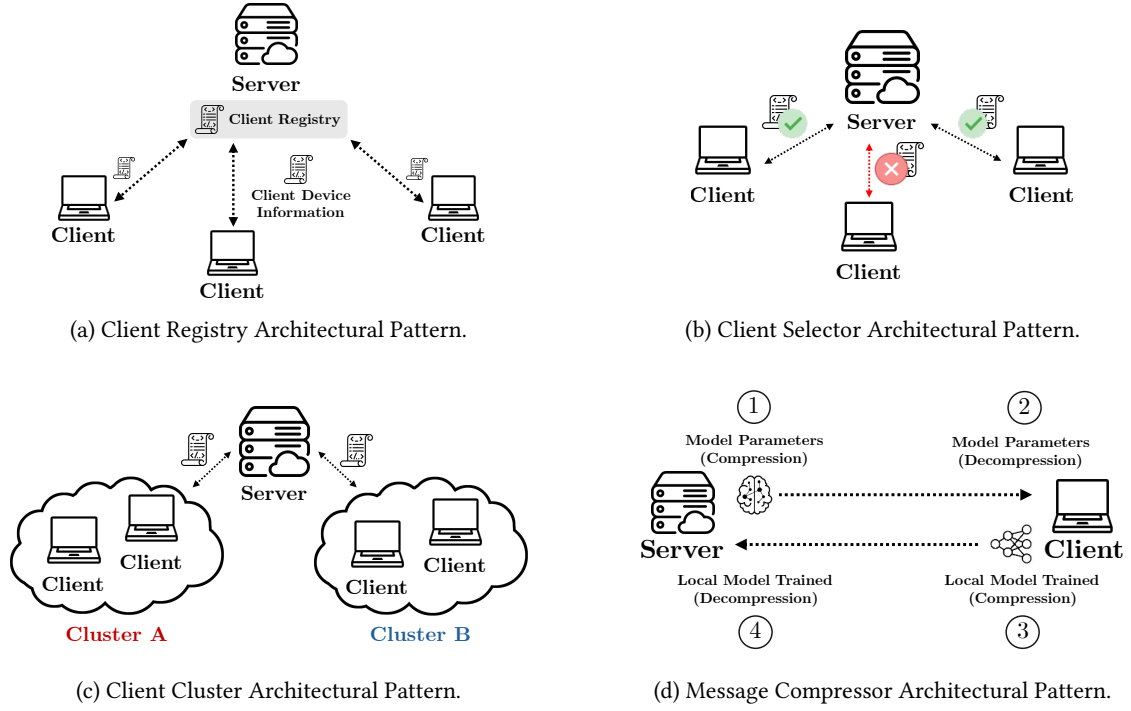 Server
Client Registry
Client Device
Information
Client
Client
Client
(a) Client Registry Architectural Pattern.
Server
Client
Client
Client
(b) Client Selector Architectural Pattern.
Server
Client
Client
Client
Client
Cluster A
Cluster B
(c) Client Cluster Architectural Pattern.
1
2
Model Parameters
(Compression)
Model Parameters
(Decompression)
Server
Client
Local Model Trained
(Decompression)
Local Model Trained
(Compression)
4
3
(d) Message Compressor Architectural Pattern.